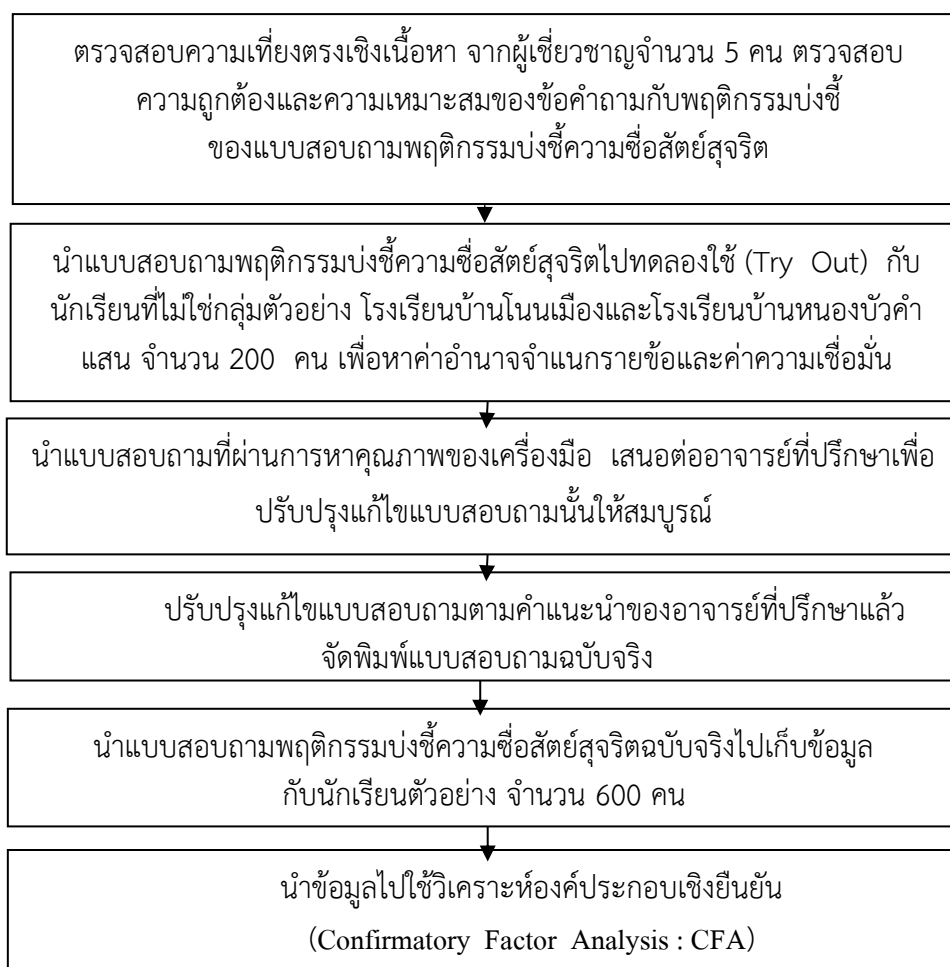 ตรวจสอบความเที่ยงตรงเชิงเนื้อหา จากผู้เชี่ยวชาญจำนวน 5 คน ตรวจสอบ
ความถูกต้องและความเหมาะสมของข้อคำถามกับพฤติกรรมบ่งชี้
ของแบบสอบถามพฤติกรรมบ่งชี้ความซื่อสัตย์สุจริต
นำแบบสอบถามพฤติกรรมบ่งชี้ความซื่อสัตย์สุจริตไปทดลองใช้ (Try Out) กับ
นักเรียนที่ไม่ใช่กลุ่มตัวอย่าง โรงเรียนบ้านโนนเมืองและโรงเรียนบ้านหนองบัวคำ
แสน จำนวน 200 คน เพื่อหาค่าอำนาจจำแนกรายข้อและค่าความเชื่อมั่น
นำแบบสอบถามที่ผ่านการหาคุณภาพของเครื่องมือ เสนอต่ออาจารย์ที่ปรึกษาเพื่อ
ปรับปรุงแก้ไขแบบสอบถามนั้นให้สมบูรณ์
ปรับปรุงแก้ไขแบบสอบถามตามคำแนะนำของอาจารย์ที่ปรึกษาแล้ว
จัดพิมพ์แบบสอบถามฉบับจริง
นำแบบสอบถามพฤติกรรมบ่งชี้ความซื่อสัตย์สุจริตฉบับจริงไปเก็บข้อมูล
กับนักเรียนตัวอย่าง จำนวน 600 คน
นำข้อมูลไปใช้วิเคราะห์องค์ประกอบเชิงยืนยัน
(Confirmatory Factor Analysis : CFA)